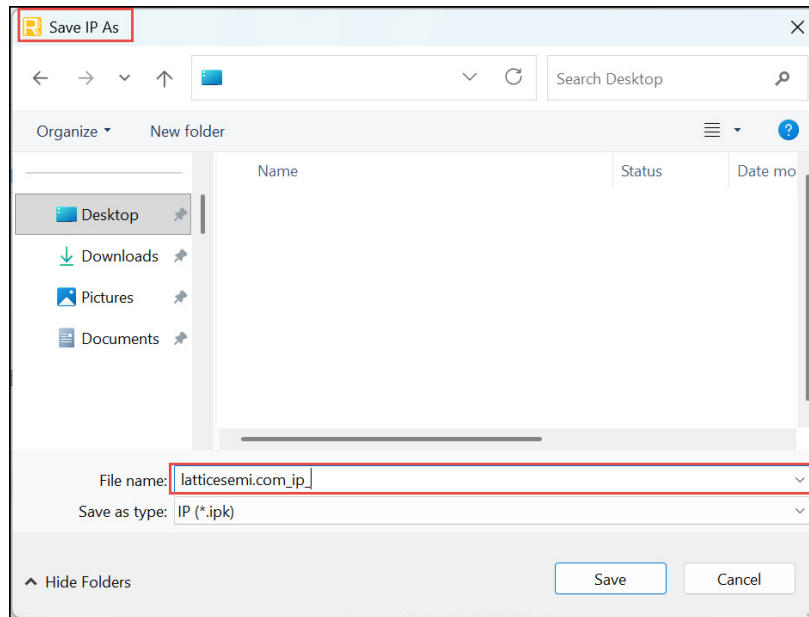 Save IP As
Search Desktop
Organize New folder
Name Status Date mo
Desktop
Downloads
Pictures
Documents
File name: latticesemi.com_ip_
Save as type: IP (*.ipk)
Hide Folders Save Cancel